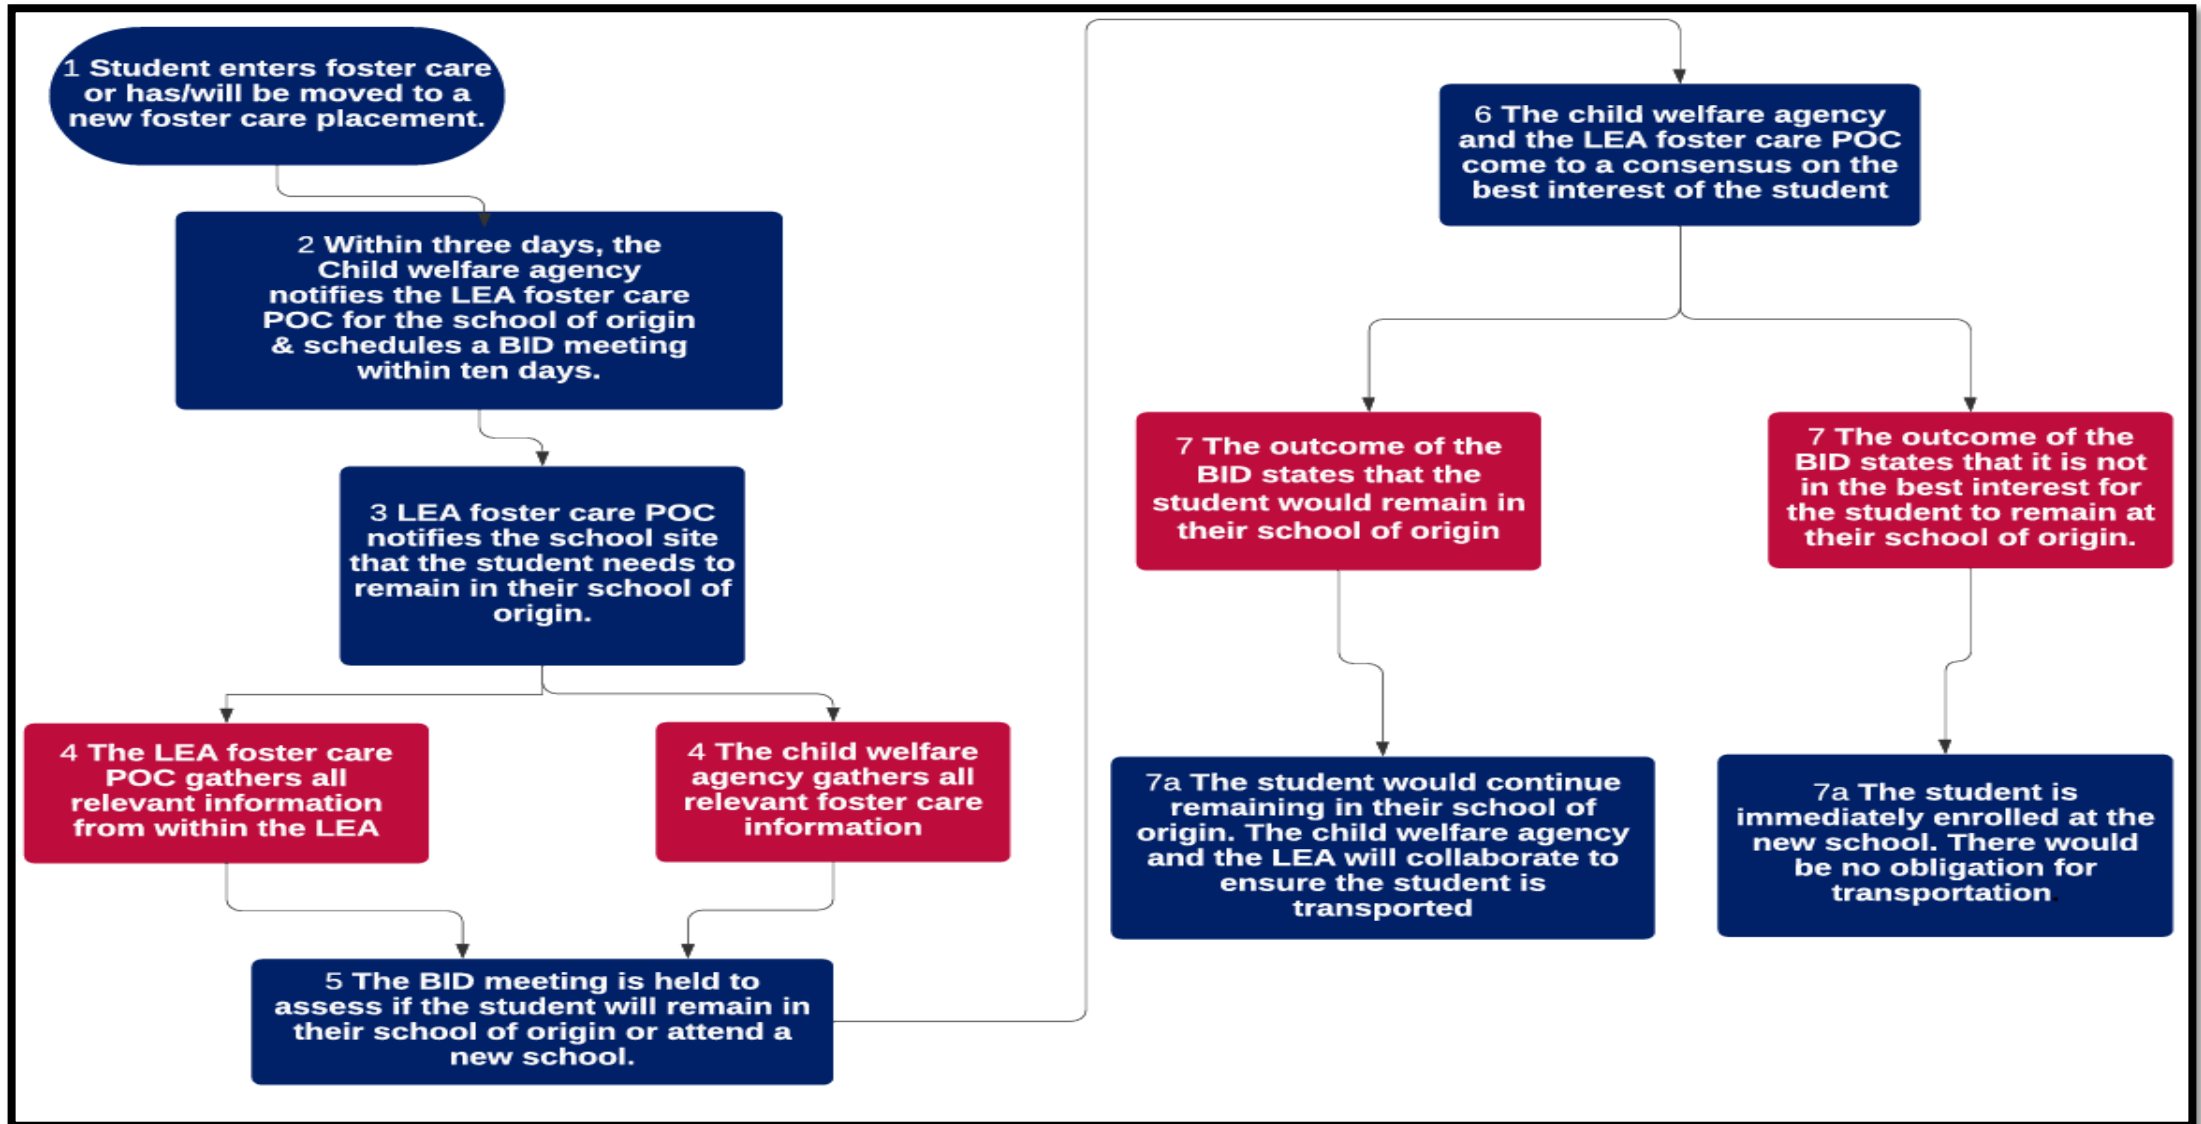 1 Student enters foster care
or has/will be moved to a
new foster care placement.
2 Within three days, the
Child welfare agency
notifies the LEA foster care
POC for the school of origin
& schedules a BID meeting
within ten days.
3 LEA foster care POC
notifies the school site
that the student needs to
remain in their school of
origin.
4 The LEA foster care
POC gathers all
relevant information
from within the LEA
4 The child welfare
agency gathers all
relevant foster care
information
5 The BID meeting is held to
assess if the student will remain in
their school of origin or attend a
new school.
6 The child welfare agency
and the LEA foster care POC
come to a consensus on the
best interest of the student
7 The outcome of the
BID states that the
student would remain in
their school of origin
7 The outcome of the
BID states that it is not
in the best interest for
the student to remain at
their school of origin.
7a The student would continue
remaining in their school of
origin. The child welfare agency
and the LEA will collaborate to
ensure the student is
transported
7a The student is
immediately enrolled at the
new school. There would
be no obligation for
transportation.